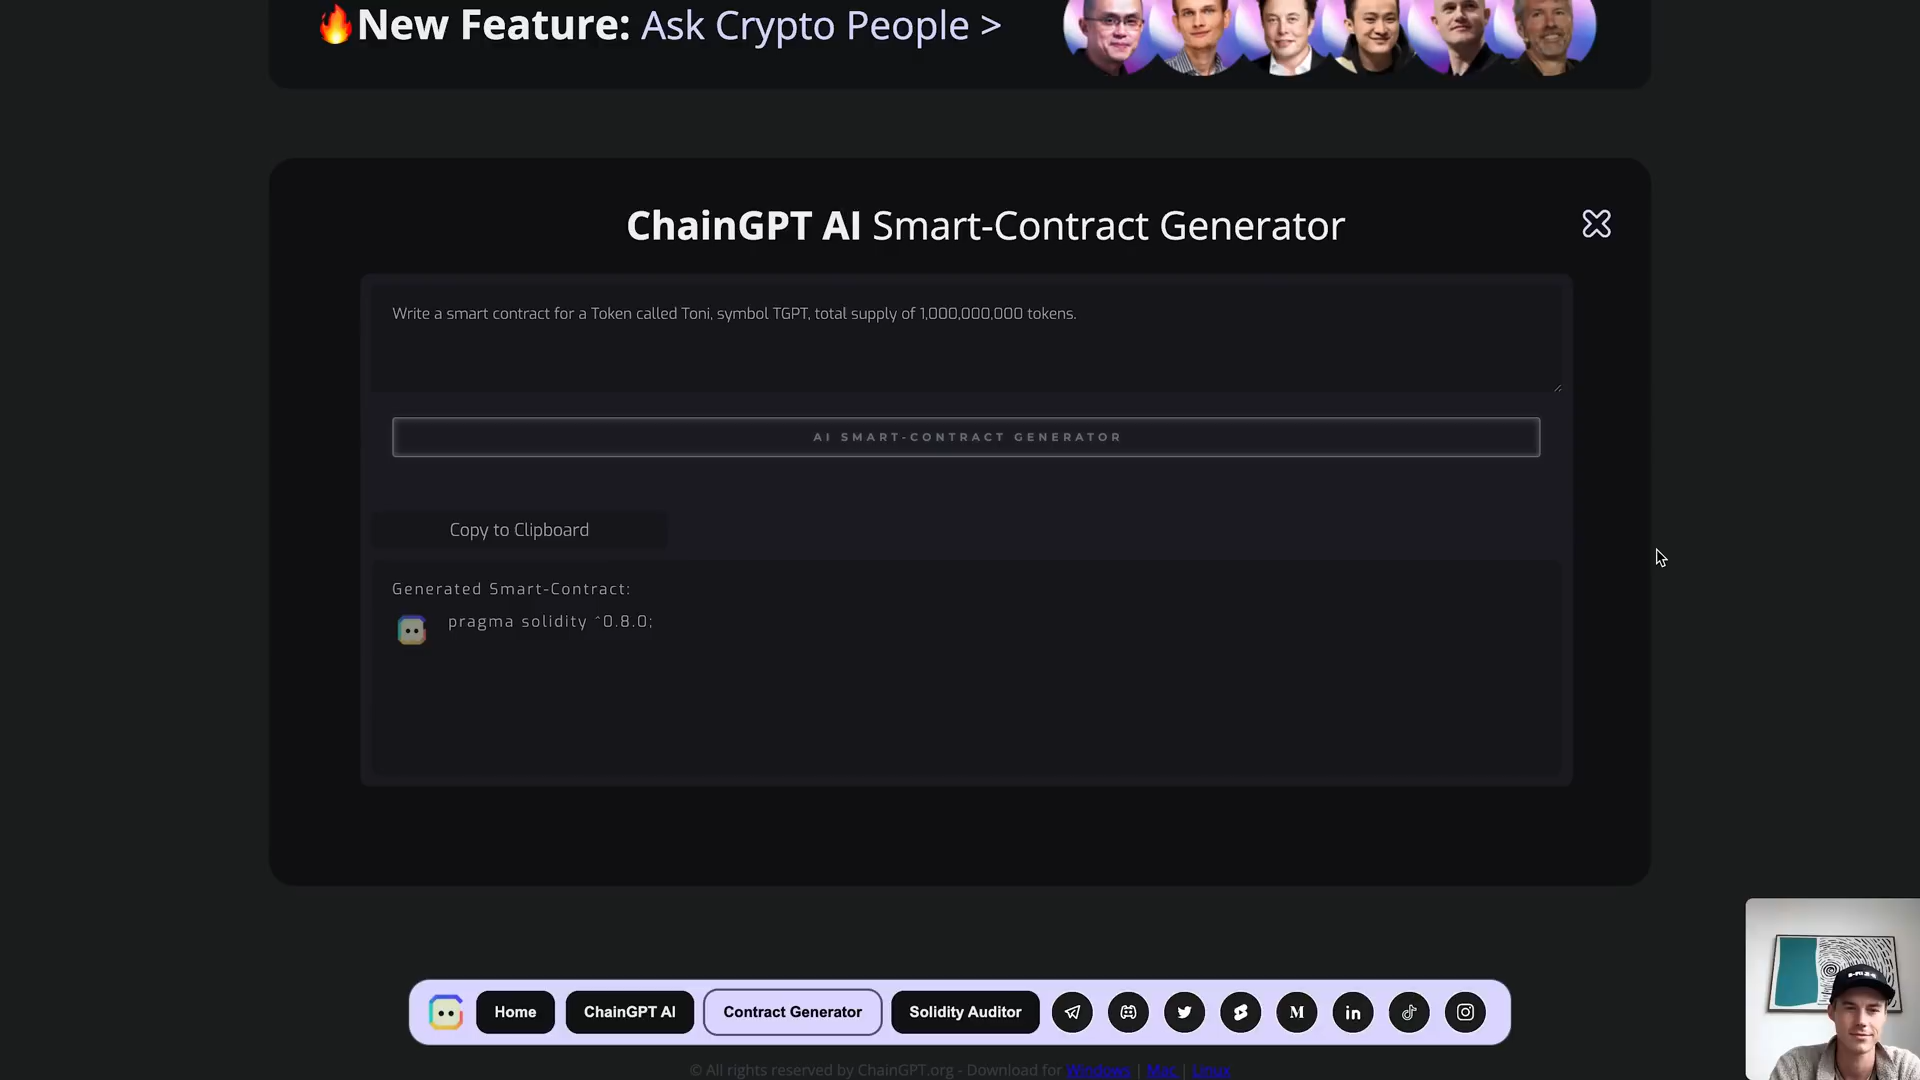 🔥New Feature: Ask Crypto People >
ChainGPT AI Smart-Contract Generator
Write a smart contract for a Token called Toni, symbol TGPT, total supply of 1,000,000,000 tokens.
AI SMART-CONTRACT GENERATOR
Copy to Clipboard
Generated Smart-Contract:
pragma solidity ^0.8.0;
Home ChainGPT AI Contract Generator Solidity Auditor
© All rights reserved by ChainGPT.org - Download for Windows | Mac | Linux